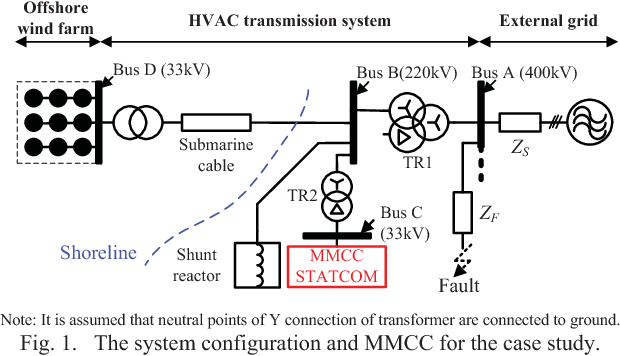 Offshore
wind farm
HVAC transmission system
External grid
Bus D (33kV)
Bus B(220kV)
Bus A (400kV)
Submarine
cable
TR1
Z_S
TR2
Z_F
Bus C
(33kV)
Shoreline
Shunt
reactor
MMCC
STATCOM
Fault
Note: It is assumed that neutral points of Y connection of transformer are connected to ground.
Fig. 1. The system configuration and MMCC for the case study.